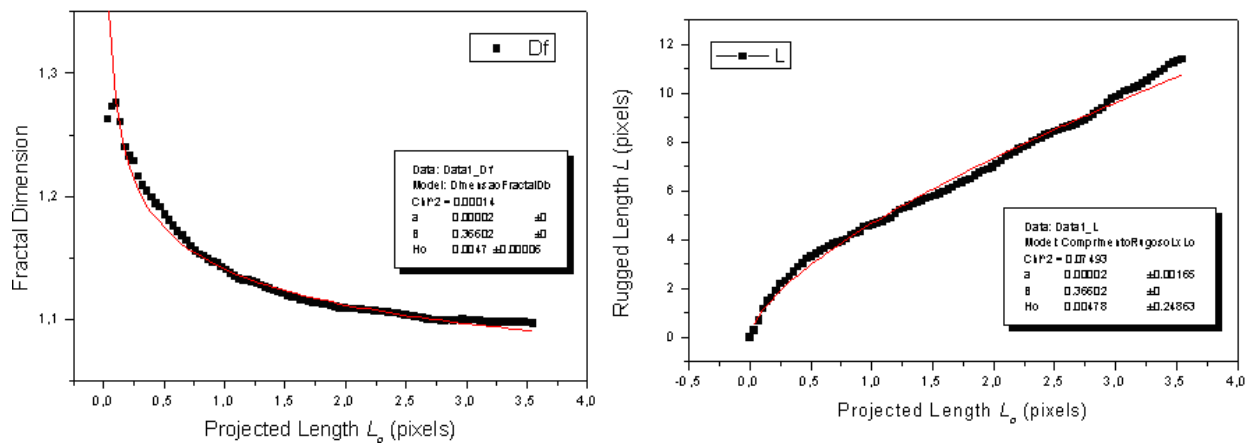 Df
1,3
1,2
1,1
Fractal Dimension
Data: Data1_Df
Model: DimensaoFractalDb
Chi^2 = 0.00014
a 0.00002 ±0
θ 0.36602 ±0
Ho 0.0047 ±0.00006
0,0 0,5 1,0 1,5 2,0 2,5 3,0 3,5 4,0
Projected Length Lo (pixels)
L
12
10
8
6
4
2
0
Rugged Length L (pixels)
Data: Data1_L
Model: ComprimentoRugosoLxLo
Chi^2 = 0.07493
a 0.00002 ±0.00165
θ 0.36602 ±0
Ho 0.00478 ±0.24863
-0,5 0,0 0,5 1,0 1,5 2,0 2,5 3,0 3,5 4,0
Projected Length Lo (pixels)